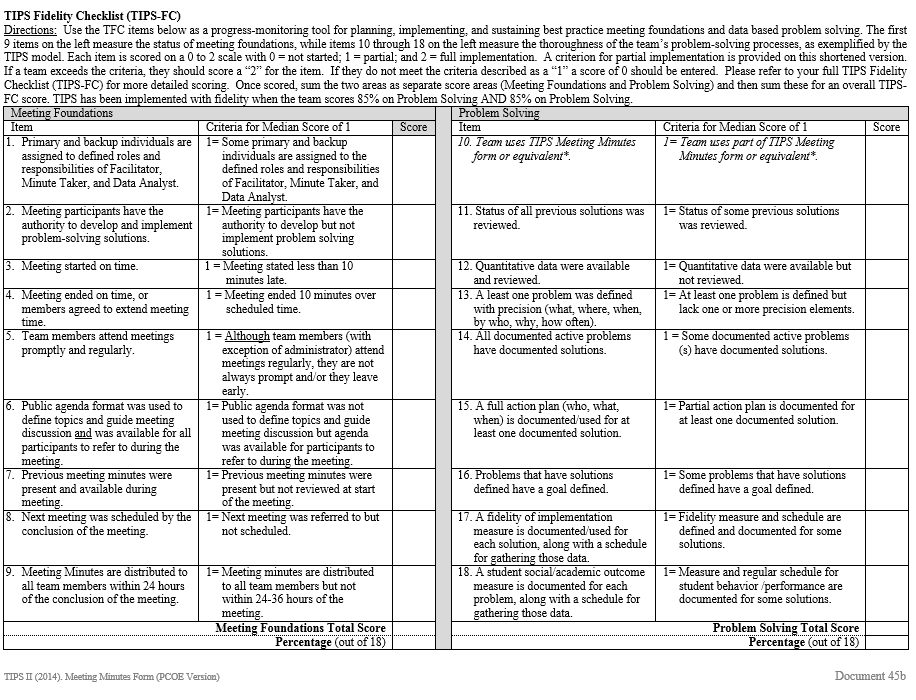 TIPS Fidelity Checklist (TIPS-FC)
Directions: Use the TFC items below as a progress-monitoring tool for planning, implementing, and sustaining best practice meeting foundations and data based problem solving. The first
9 items on the left measure the status of meeting foundations, while items 10 through 18 on the left measure the thoroughness of the team's problem-solving processes, as exemplified by the
TIPS model. Each item is scored on a 0 to 2 scale with 0 = not started; 1 = partial; and 2 = full implementation. A criterion for partial implementation is provided on this shortened version.
If a team exceeds the criteria, they should score a "2" for the item. If they do not meet the criteria described as a "1" a score of 0 should be entered. Please refer to your full TIPS Fidelity
Checklist (TIPS-FC) for more detailed scoring. Once scored, sum the two areas as separate score areas (Meeting Foundations and Problem Solving) and then sum these for an overall TIPS-
FC score. TIPS has been implemented with fidelity when the team scores 85% on Problem Solving AND 85% on Problem Solving.
Meeting Foundations
Item
Criteria for Median Score of 1
Score
1. Primary and backup individuals are
assigned to defined roles and
responsibilities of Facilitator,
Minute Taker, and Data Analyst.
1= Some primary and backup
individuals are assigned to the
defined roles and responsibilities
of Facilitator, Minute Taker, and
Data Analyst.
2. Meeting participants have the
authority to develop and implement
problem-solving solutions.
1= Meeting participants have the
authority to develop but not
implement problem solving
solutions.
3. Meeting started on time.
1 = Meeting stated less than 10
minutes late.
4. Meeting ended on time, or
members agreed to extend meeting
time.
1 = Meeting ended 10 minutes over
scheduled time.
5. Team members attend meetings
promptly and regularly.
1 = Although team members (with
exception of administrator) attend
meetings regularly, they are not
always prompt and/or they leave
early.
6. Public agenda format was used to
define topics and guide meeting
discussion and was available for all
participants to refer to during the
meeting.
1= Public agenda format was not
used to define topics and guide
meeting discussion but agenda
was available for participants to
refer to during the meeting.
7. Previous meeting minutes were
present and available during
meeting.
1= Previous meeting minutes were
present but not reviewed at start
of the meeting.
8. Next meeting was scheduled by the
conclusion of the meeting.
1= Next meeting was referred to but
not scheduled.
9. Meeting Minutes are distributed to
all team members within 24 hours
of the conclusion of the meeting.
1= Meeting minutes are distributed
to all team members but not
within 24-36 hours of the
meeting.
Meeting Foundations Total Score
Percentage (out of 18)
Problem Solving
Item
Criteria for Median Score of 1
Score
10. Team uses TIPS Meeting Minutes
form or equivalent*.
1= Team uses part of TIPS Meeting
Minutes form or equivalent*.
11. Status of all previous solutions was
reviewed.
1= Status of some previous solutions
was reviewed.
12. Quantitative data were available
and reviewed.
1= Quantitative data were available but
not reviewed.
13. A least one problem was defined
with precision (what, where, when,
by who, why, how often).
1= At least one problem is defined but
lack one or more precision elements.
14. All documented active problems
have documented solutions.
1 = Some documented active problems
(s) have documented solutions.
15. A full action plan (who, what,
when) is documented/used for at
least one documented solution.
1= Partial action plan is documented for
at least one documented solution.
16. Problems that have solutions
defined have a goal defined.
1= Some problems that have solutions
defined have a goal defined.
17. A fidelity of implementation
measure is documented/used for
each solution, along with a schedule
for gathering those data.
1= Fidelity measure and schedule are
defined and documented for some
solutions.
18. A student social/academic outcome
measure is documented for each
problem, along with a schedule for
gathering those data.
1= Measure and regular schedule for
student behavior /performance are
documented for some solutions.
Problem Solving Total Score
Percentage (out of 18)
TIPS II (2014). Meeting Minutes Form (PCOE Version)
Document 45b